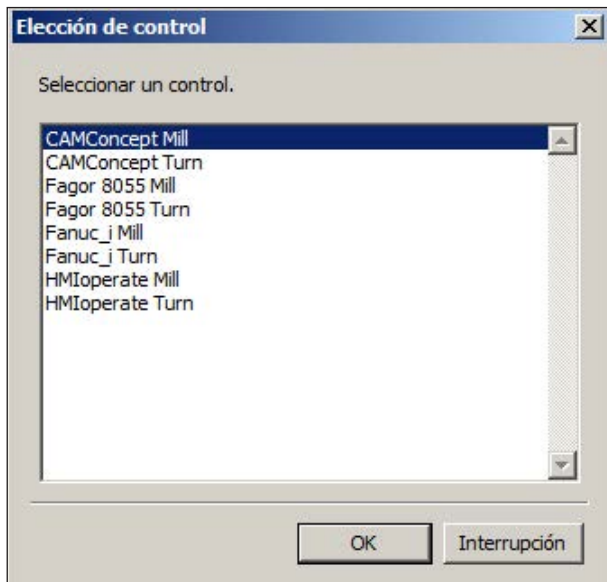 Elección de control
Seleccionar un control.
CAMConcept Mill
CAMConcept Turn
Fagor 8055 Mill
Fagor 8055 Turn
Fanuc_i Mill
Fanuc_i Turn
HMIoperate Mill
HMIoperate Turn
OK Interrupción